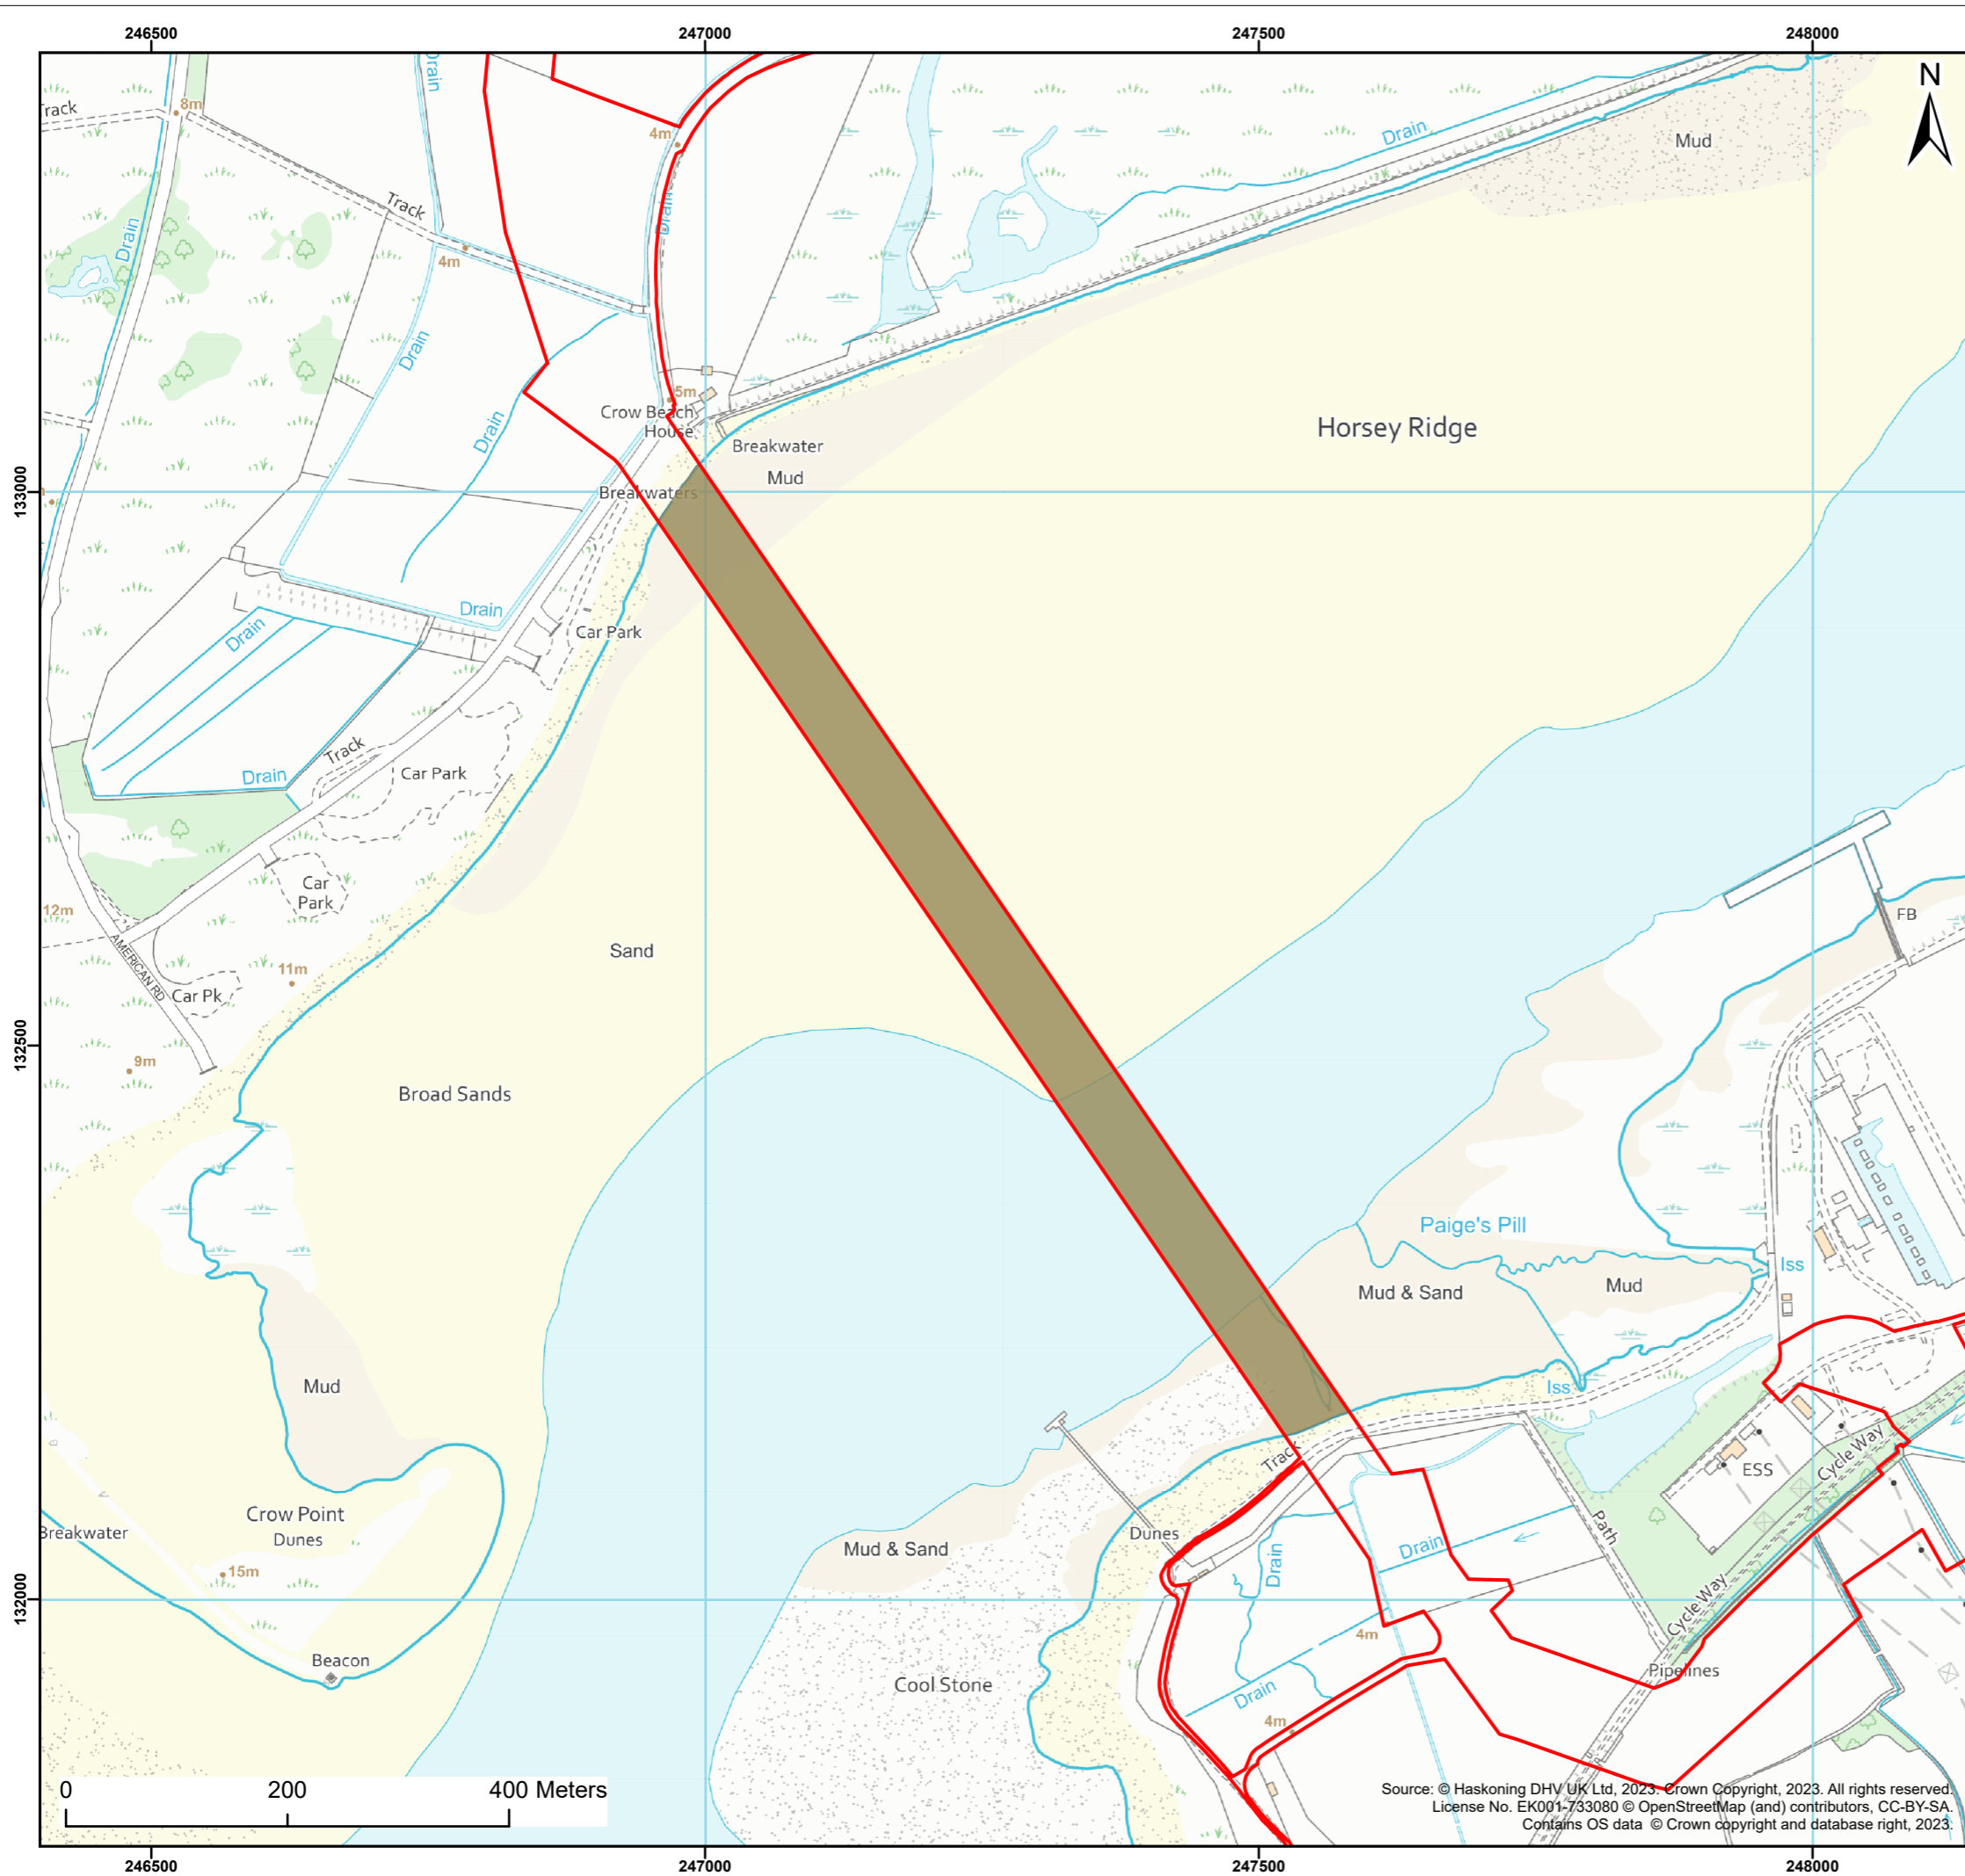 246500
247000
247500
248000
N
Track
8m
Drain
4m
Drain
Mud
Track
Drain
Drain
4m
Drain
5m
Crow Beach
House
Horsey Ridge
Drain
Breakwater
Mud
133000
Breakwaters
Drain
Drain
Car Park
Track
Drain
Car Park
Car
Park
12m
FB
AMERICAN RD
Sand
11m
Car Pk
132500
9m
Broad Sands
Paige's Pill
Iss
Mud & Sand
Mud
Mud
Iss
Track
Cycle Way
ESS
Crow Point
Dunes
Breakwater
Dunes
Path
Mud & Sand
Drain
Drain
15m
132000
Cycle Way
4m
Beacon
Pipelines
Cool Stone
Drain
4m
0 200 400 Meters
Source: © Haskoning DHV UK Ltd, 2023. Crown Copyright, 2023. All rights reserved.
License No. EK001-733080 © OpenStreetMap (and) contributors, CC-BY-SA.
Contains OS data © Crown copyright and database right, 2023.
246500
247000
247500
248000